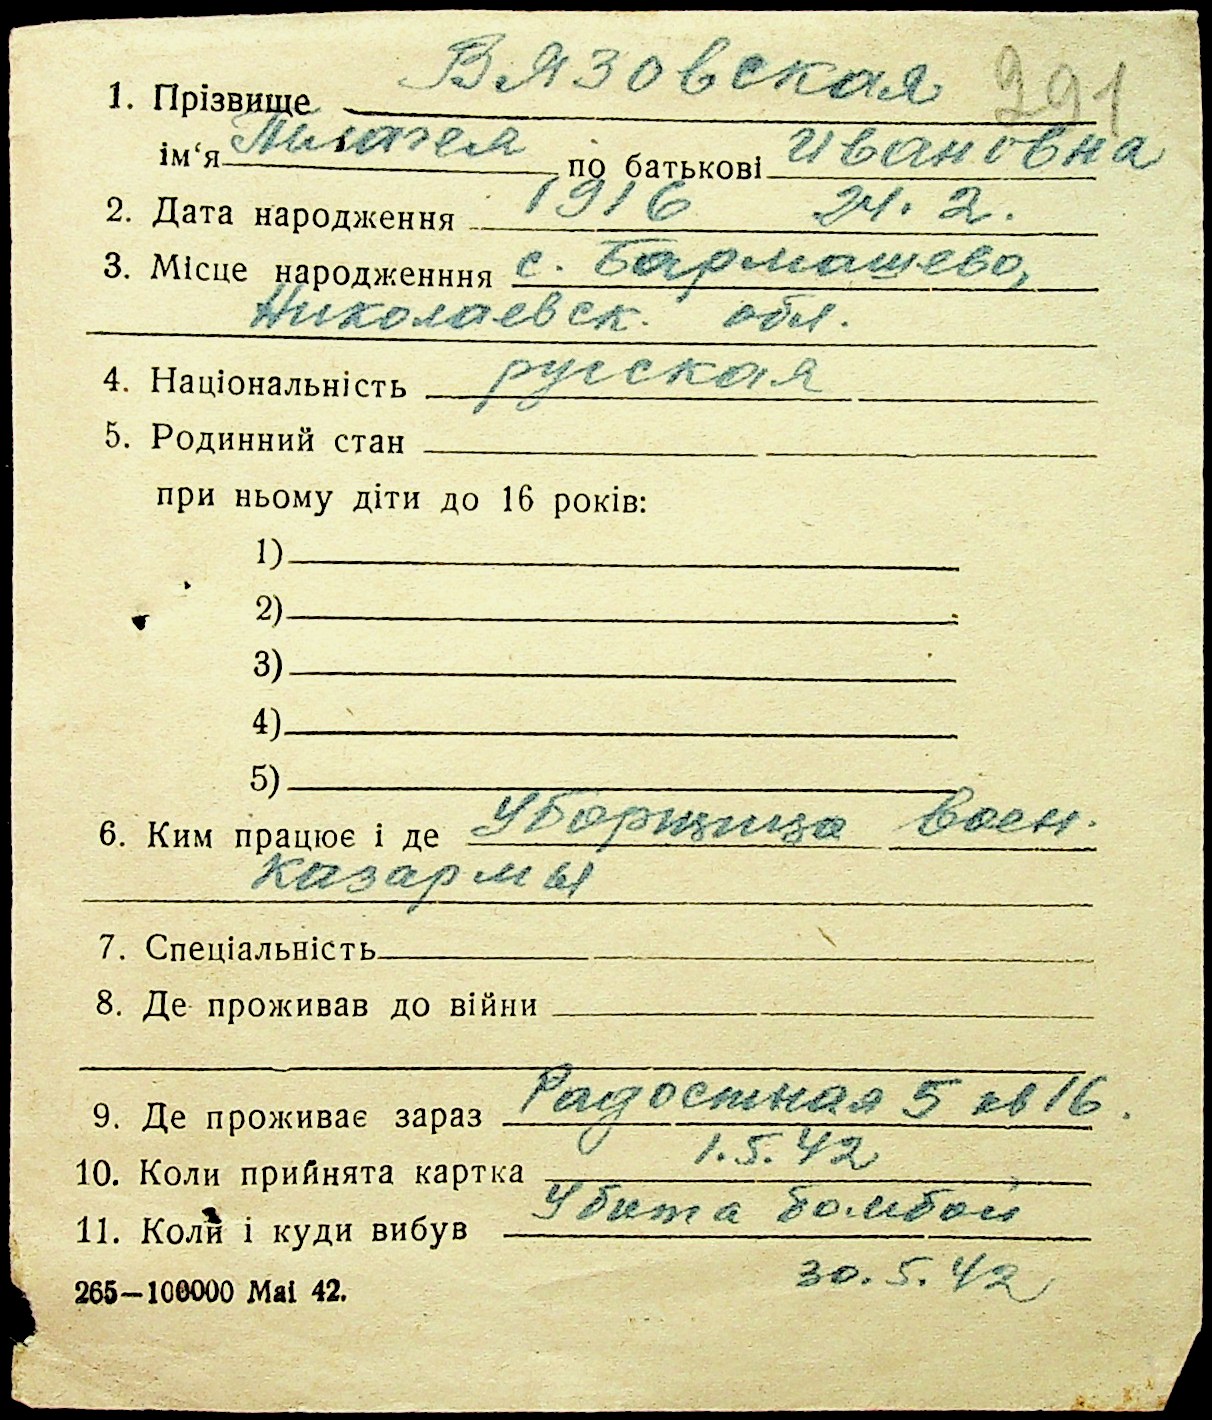 1. Прізвище Вязовская 291
ім‘я Пилагея по батькові Ивановна
2. Дата народження 1916 24. 2.
3. Місце народженння с. Бармашево,
Николаевск. обл.
4. Національність русская
5. Родинний стан
при ньому діти до 16 років:
1)
2)
3)
4)
5)
6. Ким працює і де Уборщица воен.
казармы
7. Спеціальність
8. Де проживав до війни
9. Де проживає зараз Радостная 5 кв 16.
10. Коли прийнята картка 1.5.42
11. Коли і куди вибув Убита бомбой
30.5.42
265—100000 Mai 42.